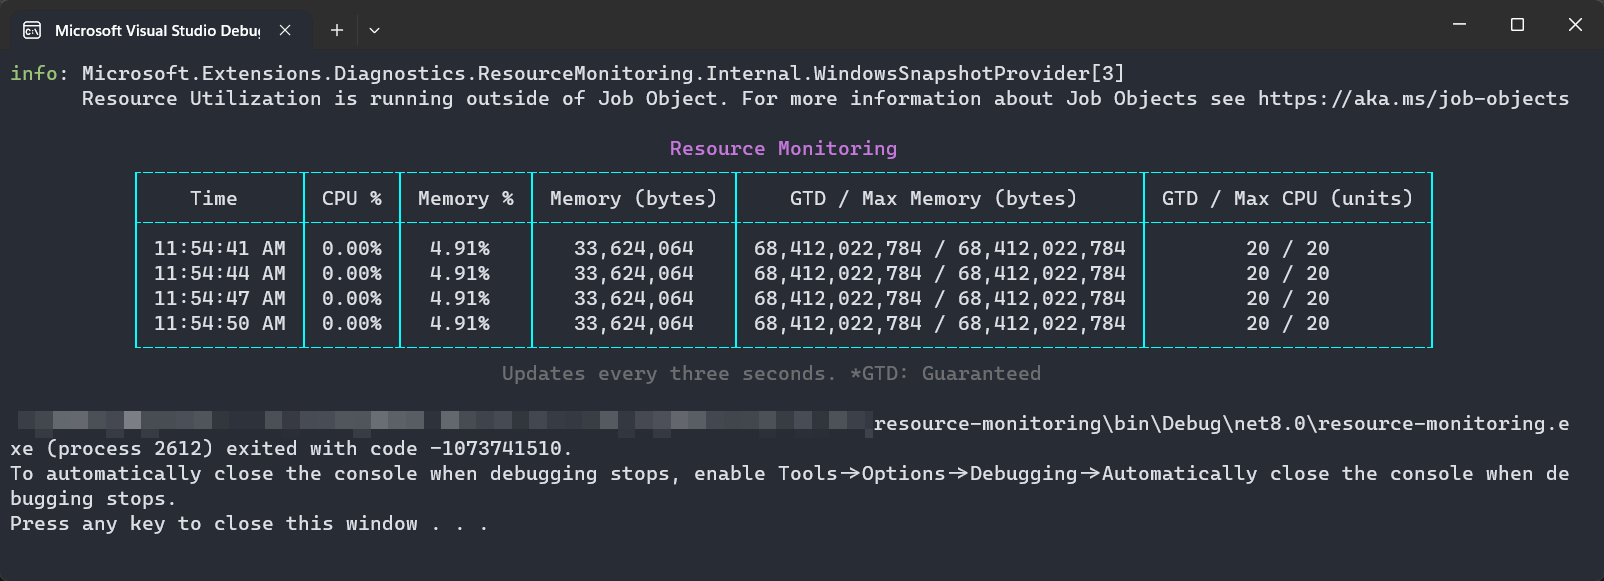 Microsoft Visual Studio Debu
info: Microsoft.Extensions.Diagnostics.ResourceMonitoring.Internal.WindowsSnapshotProvider[3]
Resource Utilization is running outside of Job Object. For more information about Job Objects see https://aka.ms/job-objects
Resource Monitoring
Time CPU % Memory % Memory (bytes) GTD / Max Memory (bytes) GTD / Max CPU (units)
11:54:41 AM 0.00% 4.91% 33,624,064 68,412,022,784 / 68,412,022,784 20 / 20
11:54:44 AM 0.00% 4.91% 33,624,064 68,412,022,784 / 68,412,022,784 20 / 20
11:54:47 AM 0.00% 4.91% 33,624,064 68,412,022,784 / 68,412,022,784 20 / 20
11:54:50 AM 0.00% 4.91% 33,624,064 68,412,022,784 / 68,412,022,784 20 / 20
Updates every three seconds. *GTD: Guaranteed
resource-monitoring\bin\Debug\net8.0\resource-monitoring.e
xe (process 2612) exited with code -1073741510.
To automatically close the console when debugging stops, enable Tools->Options->Debugging->Automatically close the console when de
bugging stops.
Press any key to close this window . . .